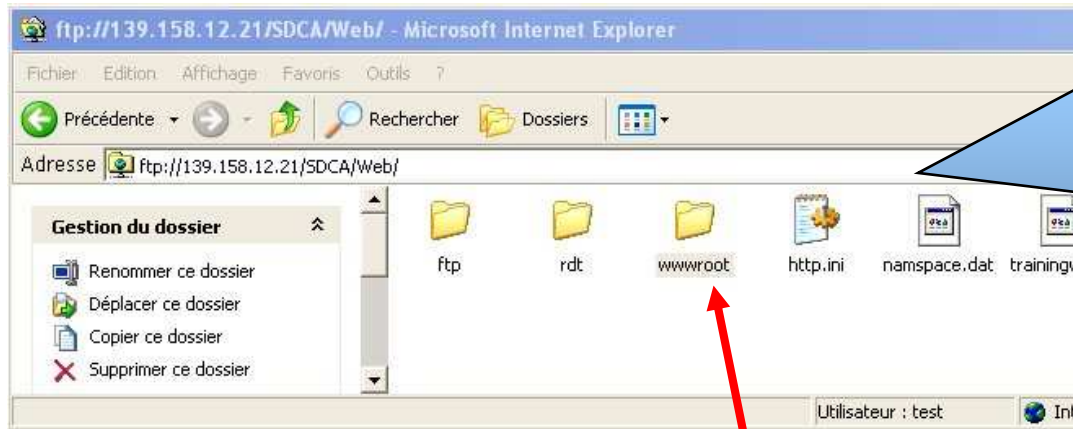 ftp://139.158.12.21/SDCA/Web/ - Microsoft Internet Explorer
Fichier Edition Affichage Favoris Outils ?
Précédente Rechercher Dossiers
Adresse ftp://139.158.12.21/SDCA/Web/
Gestion du dossier
Renommer ce dossier
Déplacer ce dossier
Copier ce dossier
Supprimer ce dossier
ftp rdt wwwroot http.ini namspace.dat
Utilisateur : test